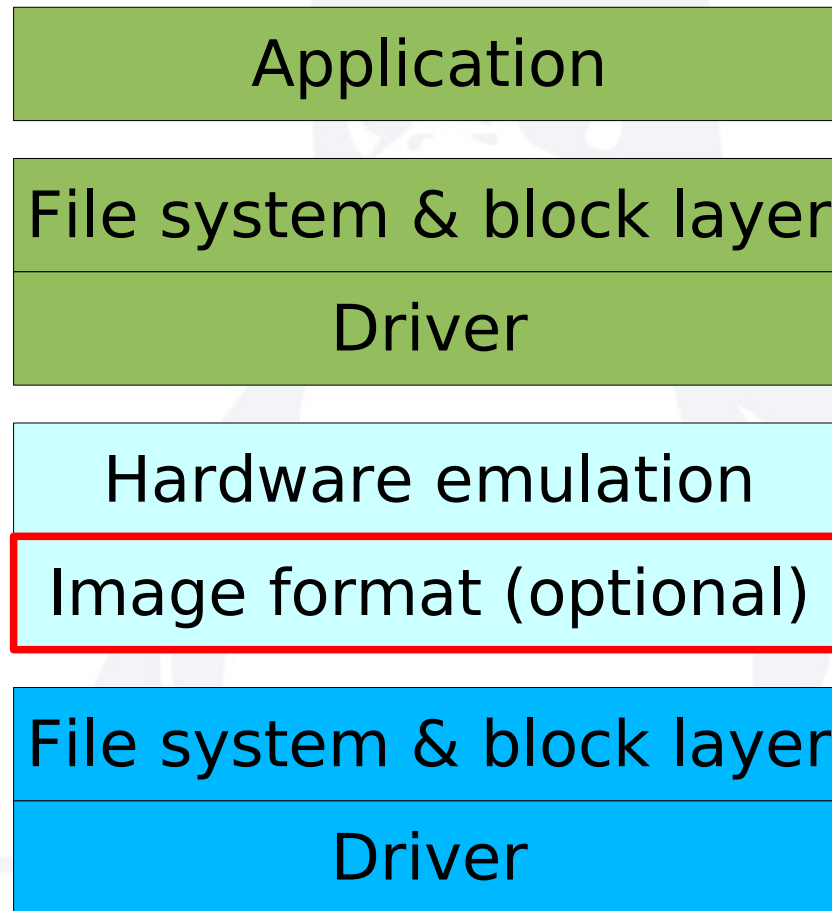 Application
File system & block layer
Driver
Hardware emulation
Image format (optional)
File system & block layer
Driver